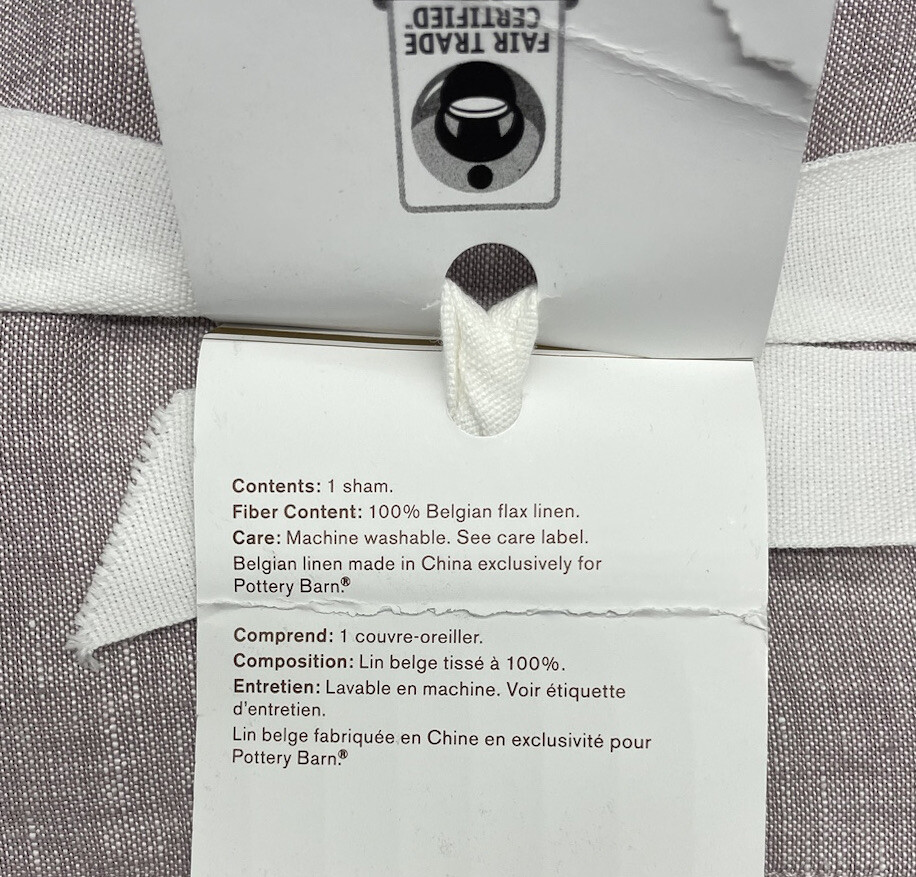 FAIR TRADE
CERTIFIED™
Contents: 1 sham.
Fiber Content: 100% Belgian flax linen.
Care: Machine washable. See care label.
Belgian linen made in China exclusively for
Pottery Barn.®
Comprend: 1 couvre-oreiller.
Composition: Lin belge tissé à 100%.
Entretien: Lavable en machine. Voir étiquette
d'entretien.
Lin belge fabriquée en Chine en exclusivité pour
Pottery Barn.®